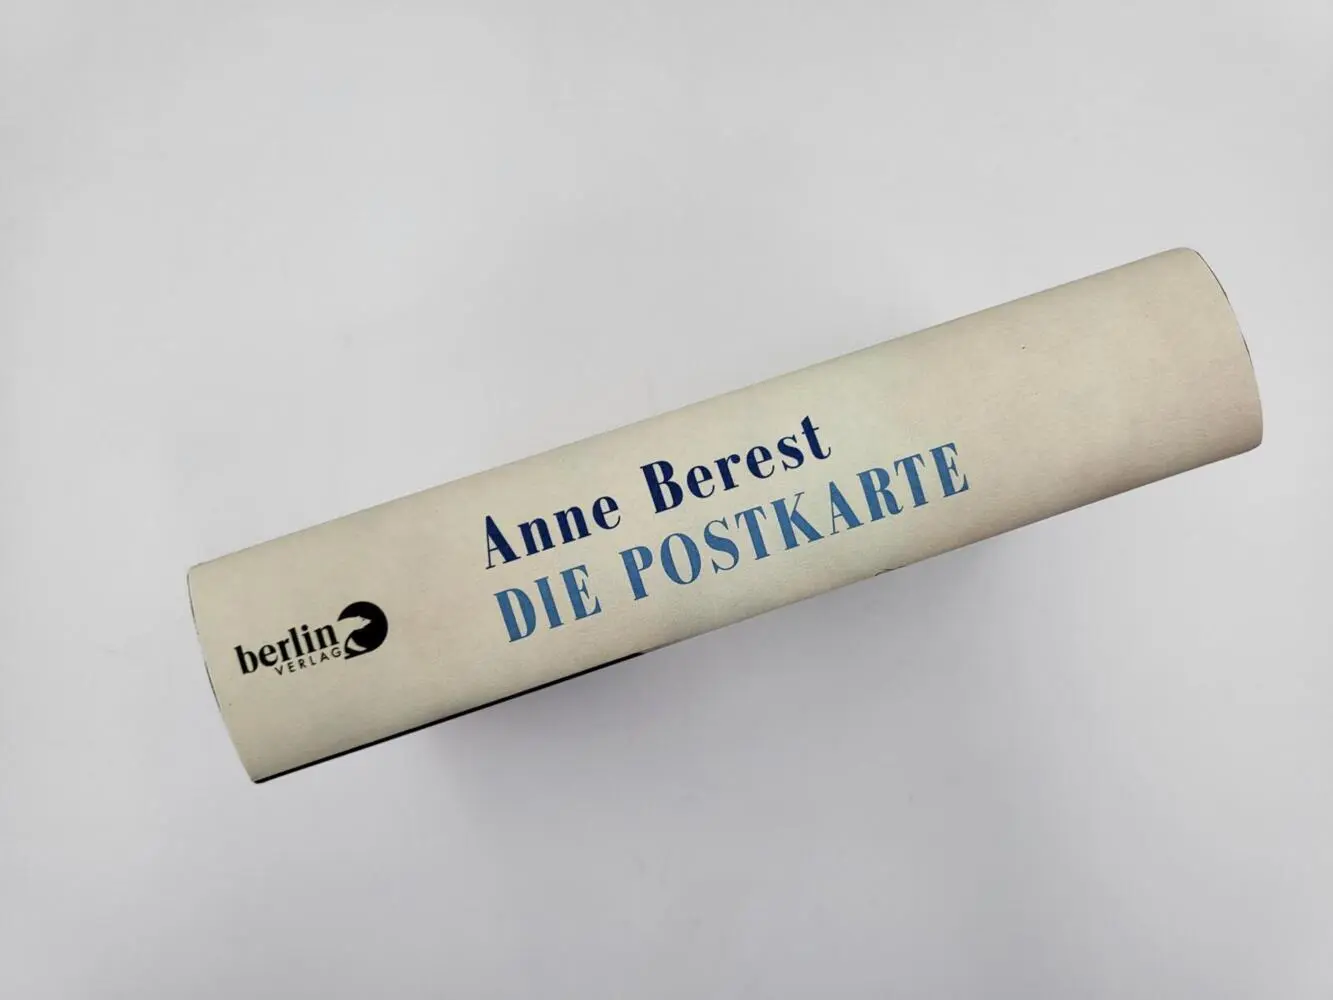 Anne Berest
DIE POSTKARTE
berlin
VERLAG